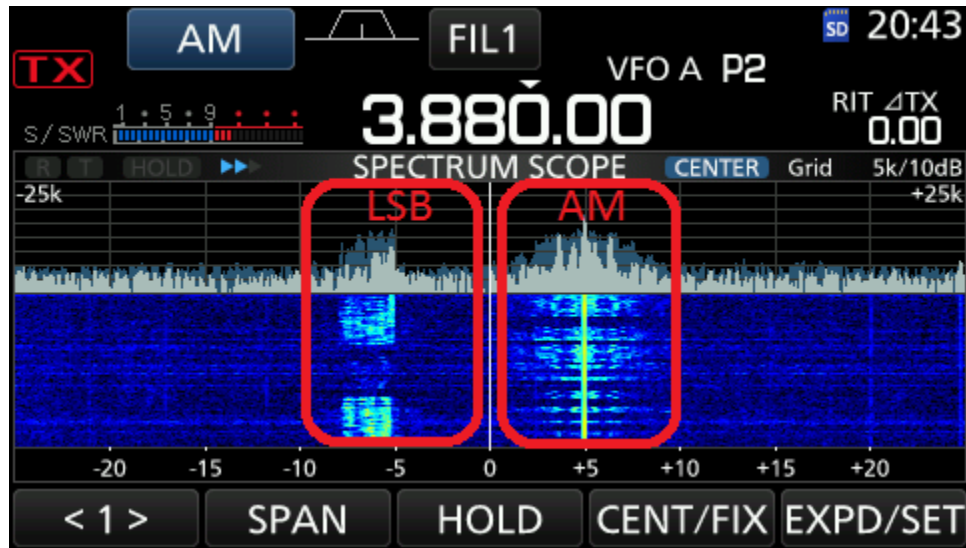 AM FIL1 SD 20:43
TX VFO A P2
S/SWR 1 5 9 3.880.00 RIT ⊿TX
0.00
R T HOLD SPECTRUM SCOPE CENTER Grid 5k/10dB
-25k LSB AM +25k
-20 -15 -10 -5 0 +5 +10 +15 +20
< 1 > SPAN HOLD CENT/FIX EXPD/SET